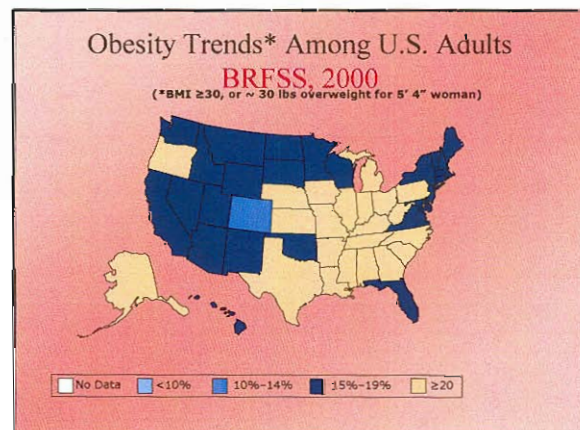 Obesity Trends* Among U.S. Adults
BRFSS, 2000
(*BMI ≥30, or ~ 30 lbs overweight for 5' 4" woman)
No Data <10% 10%-14% 15%-19% ≥20